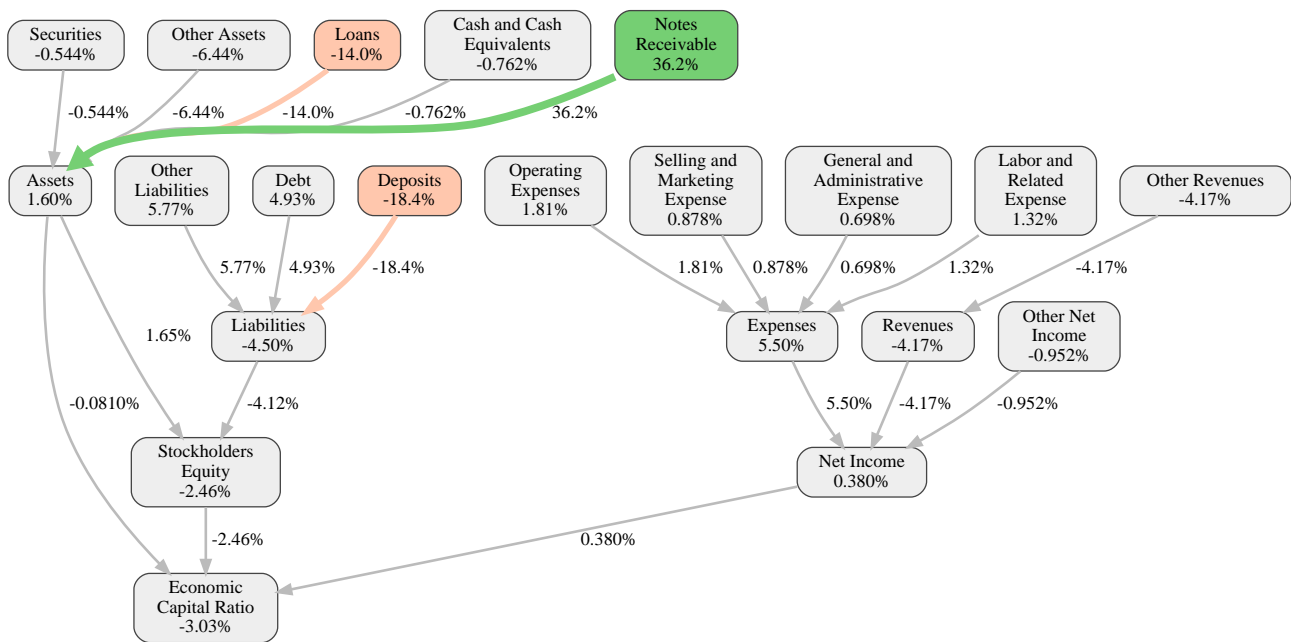 Securities
-0.544%
Other Assets
-6.44%
Loans
-14.0%
Cash and Cash
Equivalents
-0.762%
Notes
Receivable
36.2%
-0.544%
-6.44%
-14.0%
-0.762%
36.2%
Assets
1.60%
Other
Liabilities
5.77%
Debt
4.93%
Deposits
-18.4%
Operating
Expenses
1.81%
Selling and
Marketing
Expense
0.878%
General and
Administrative
Expense
0.698%
Labor and
Related
Expense
1.32%
Other Revenues
-4.17%
5.77%
4.93%
-18.4%
1.81%
0.878%
0.698%
1.32%
-4.17%
1.65%
Liabilities
-4.50%
Expenses
5.50%
Revenues
-4.17%
Other Net
Income
-0.952%
-0.0810%
-4.12%
5.50%
-4.17%
-0.952%
Stockholders
Equity
-2.46%
Net Income
0.380%
-2.46%
0.380%
Economic
Capital Ratio
-3.03%